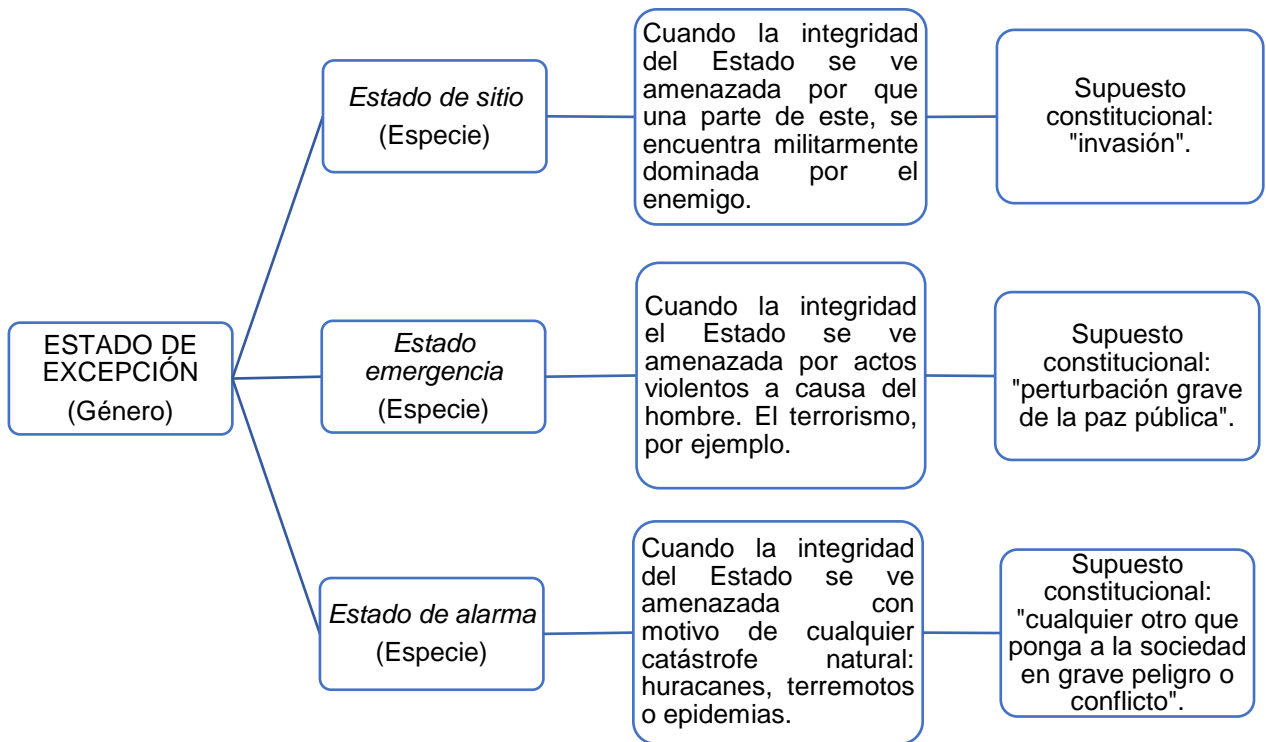 ESTADO DE
EXCEPCIÓN
(Género)
Estado de sitio
(Especie)
Cuando la integridad
del Estado se ve
amenazada por que
una parte de este, se
encuentra militarmente
dominada por el
enemigo.
Supuesto
constitucional:
"invasión".
Estado
emergencia
(Especie)
Cuando la integridad
el Estado se ve
amenazada por actos
violentos a causa del
hombre. El terrorismo,
por ejemplo.
Supuesto
constitucional:
"perturbación grave
de la paz pública".
Estado de alarma
(Especie)
Cuando la integridad
del Estado se ve
amenazada con
motivo de cualquier
catástrofe natural:
huracanes, terremotos
o epidemias.
Supuesto
constitucional:
"cualquier otro que
ponga a la sociedad
en grave peligro o
conflicto".